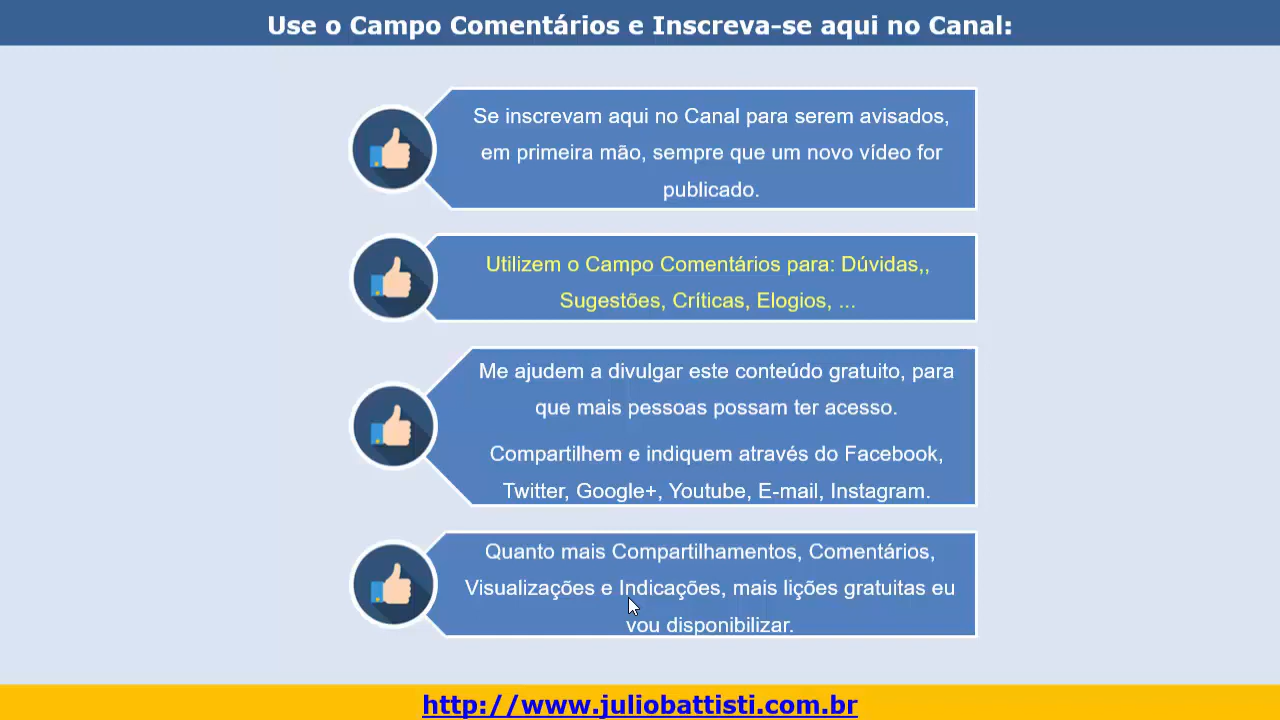 Use o Campo Comentários e Inscreva-se aqui no Canal:
Se inscrevam aqui no Canal para serem avisados,
em primeira mão, sempre que um novo vídeo for
publicado.
Utilizem o Campo Comentários para: Dúvidas,,
Sugestões, Críticas, Elogios, ...
Me ajudem a divulgar este conteúdo gratuito, para
que mais pessoas possam ter acesso.
Compartilhem e indiquem através do Facebook,
Twitter, Google+, Youtube, E-mail, Instagram.
Quanto mais Compartilhamentos, Comentários,
Visualizações e Indicações, mais lições gratuitas eu
vou disponibilizar.
http://www.juliobattisti.com.br